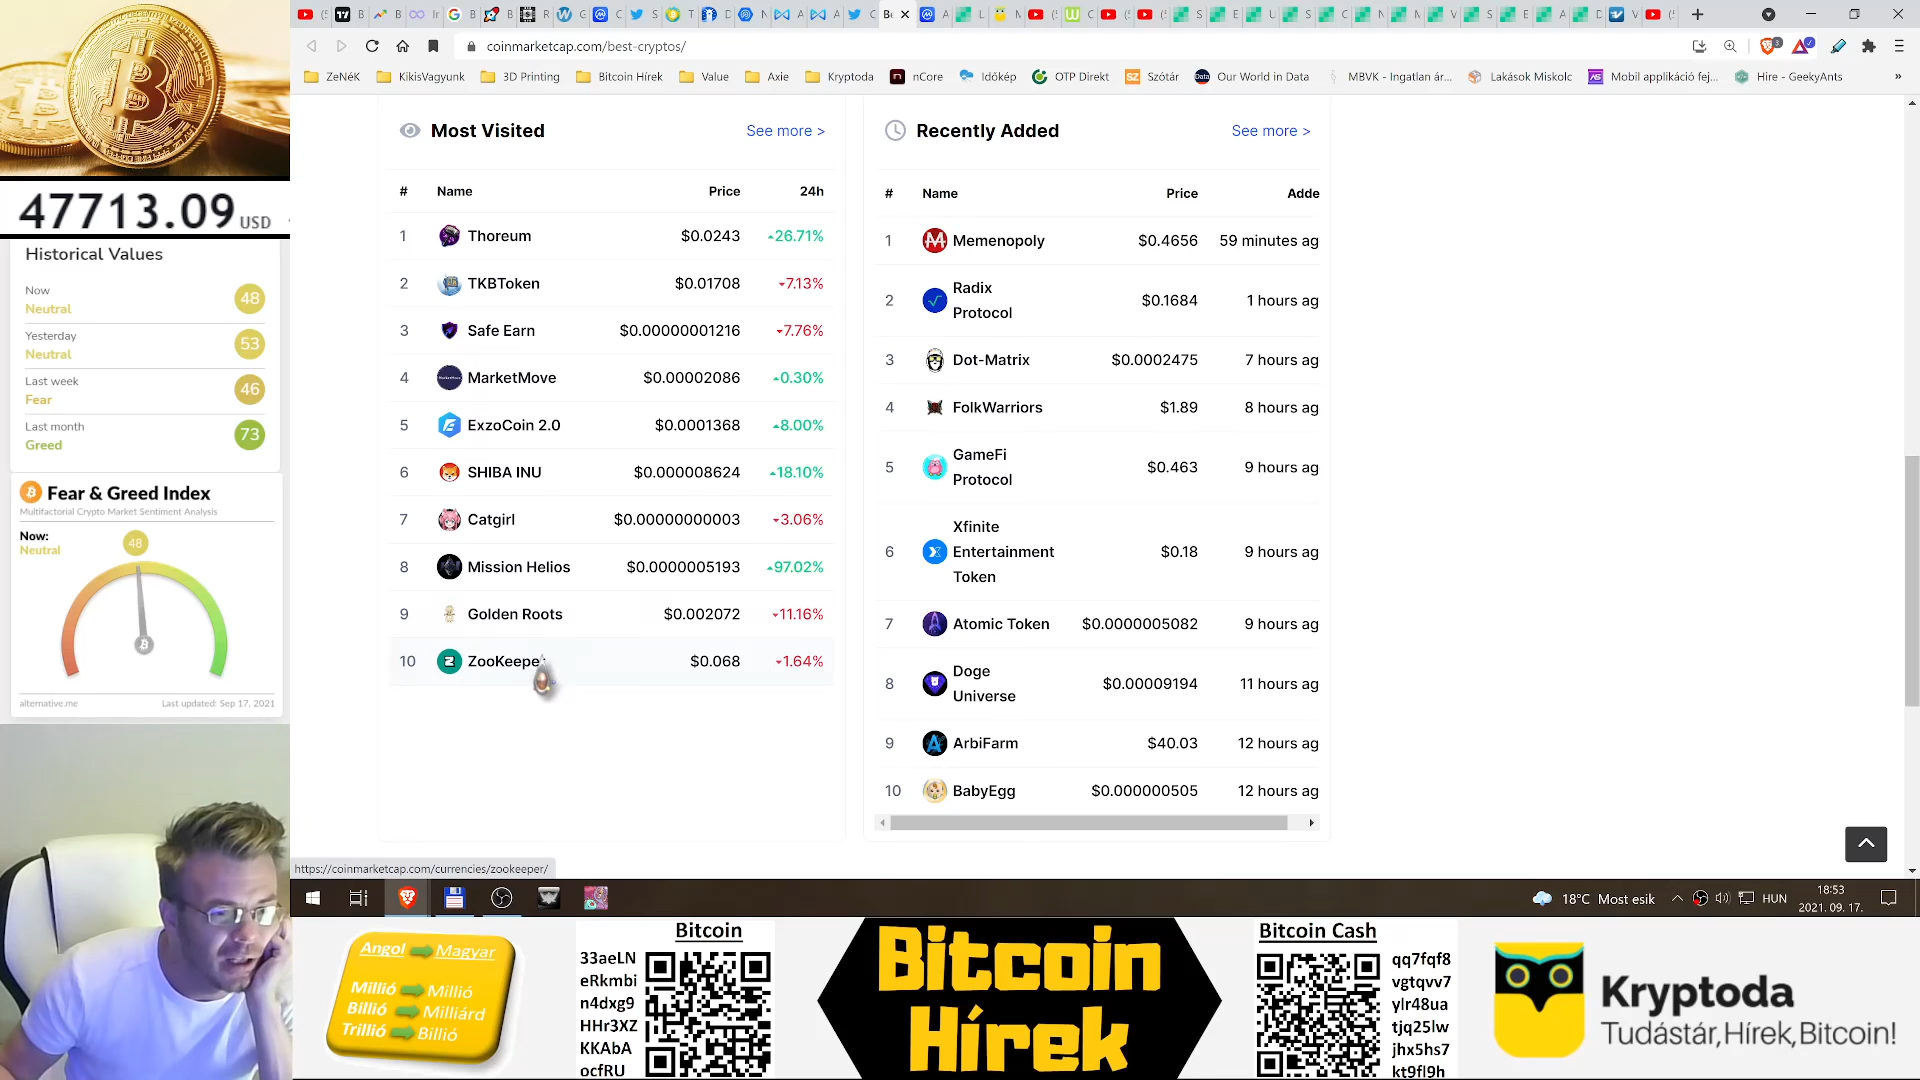 coinmarketcap.com/best-cryptos/
ZeNéK
KikisVagyunk
3D Printing
Bitcoin Hírek
Value
Axie
Kryptoda
nCore
Időkép
OTP Direkt
Szótár
Our World in Data
MBVK - Ingatlan ár...
Lakások Miskolc
Mobil applikáció fej...
Hire - GeekyAnts
»
47713.09 USD
Historical Values
Now
Neutral
48
Yesterday
Neutral
53
Last week
Fear
46
Last month
Greed
73
Fear & Greed Index
Multifactorial Crypto Market Sentiment Analysis
Now:
Neutral
48
alternative.me
Last updated: Sep 17, 2021
Most Visited
See more >
# Name Price 24h
1 Thoreum $0.0243 26.71%
2 TKBToken $0.01708 7.13%
3 Safe Earn $0.00000001216 7.76%
4 MarketMove $0.00002086 0.30%
5 ExzoCoin 2.0 $0.0001368 8.00%
6 SHIBA INU $0.000008624 18.10%
7 Catgirl $0.00000000003 3.06%
8 Mission Helios $0.0000005193 97.02%
9 Golden Roots $0.002072 11.16%
10 ZooKeeper $0.068 1.64%
Recently Added
See more >
# Name Price Adde
1 Memenopoly $0.4656 59 minutes ag
2 Radix
Protocol $0.1684 1 hours ag
3 Dot-Matrix $0.0002475 7 hours ag
4 FolkWarriors $1.89 8 hours ag
5 GameFi
Protocol $0.463 9 hours ag
6 Xfinite
Entertainment
Token $0.18 9 hours ag
7 Atomic Token $0.0000005082 9 hours ag
8 Doge
Universe $0.00009194 11 hours ag
9 ArbiFarm $40.03 12 hours ag
10 BabyEgg $0.000000505 12 hours ag
https://coinmarketcap.com/currencies/zookeeper/
18°C Most esik
HUN
18:53
2021. 09. 17.
Angol Magyar
Millió Millió
Billió Milliárd
Trillió Billió
Bitcoin
33aeLN
eRkmbi
n4dxg9
HHr3XZ
KKAbA
ocfRU
Bitcoin
Hírek
Bitcoin Cash
qq7fqf8
vgtqvv7
ylr48ua
tjq25lw
jhx5hs7
kt9fl9h
Kryptoda
Tudástár,Hírek,Bitcoin!